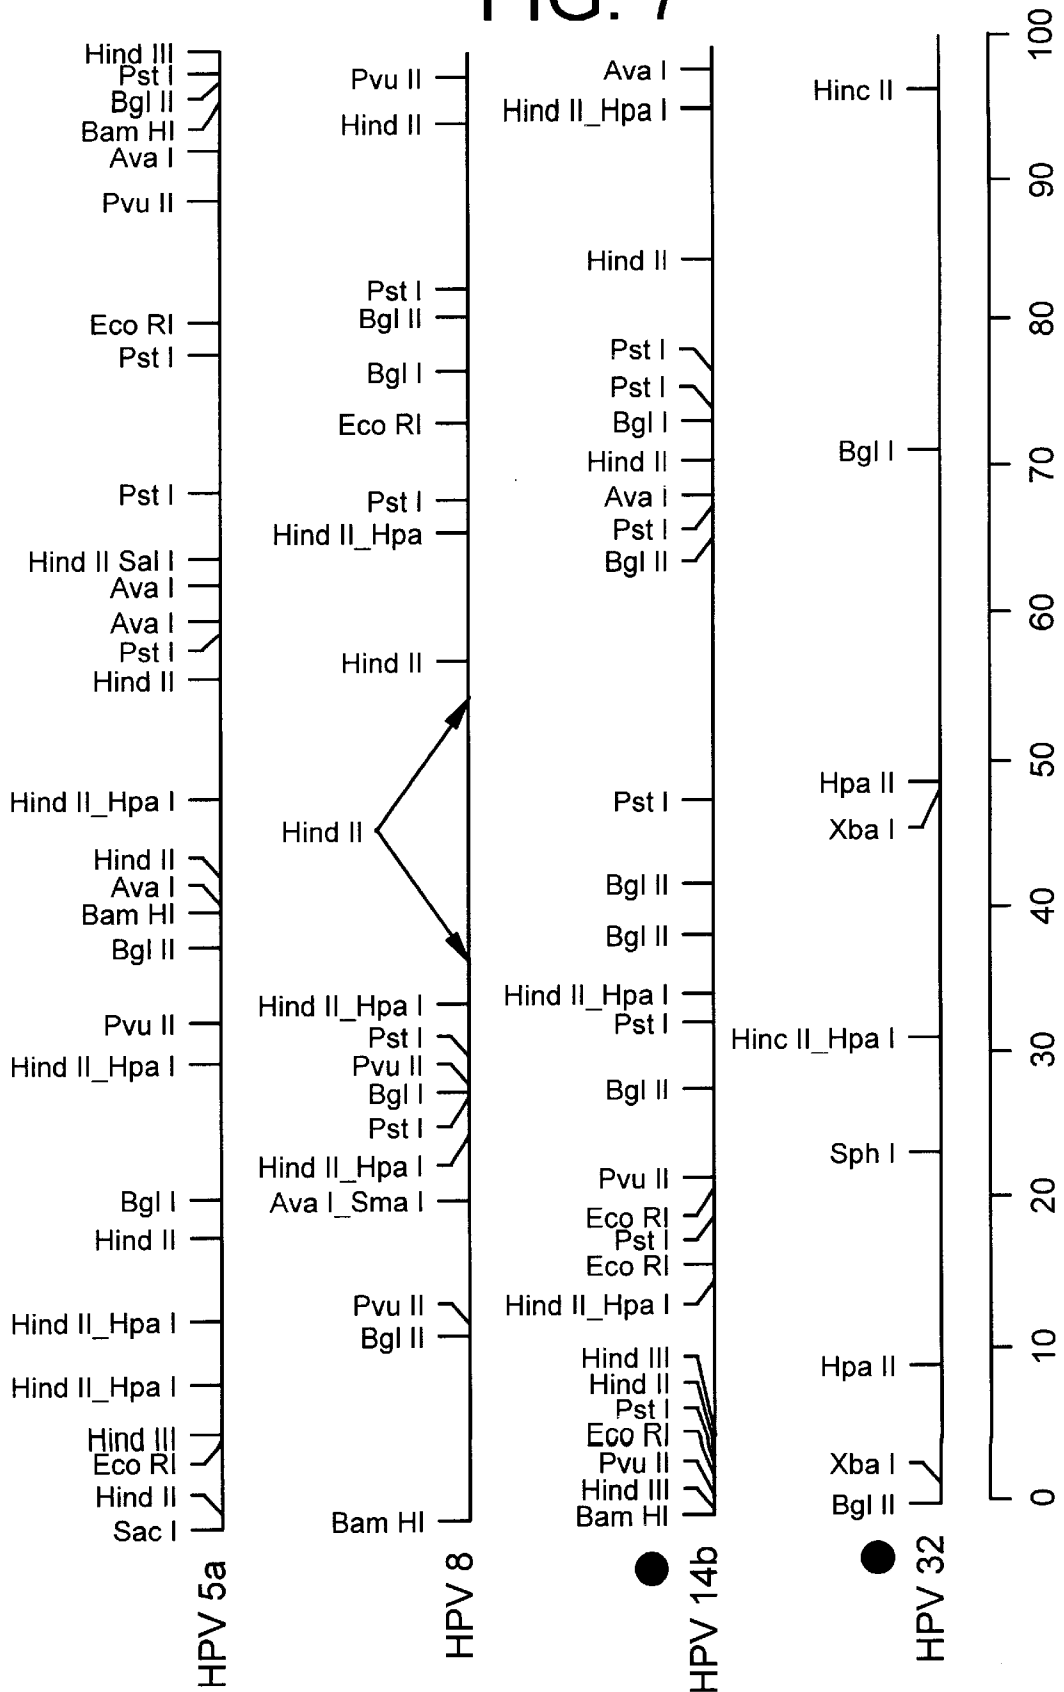 FIG. 7
Hind III
Pst I
Bgl II
Bam HI
Ava I
Pvu II
Eco RI
Pst I
Pst I
Hind II Sal I
Ava I
Ava I
Pst I
Hind II
Hind II_Hpa I
Hind II
Ava I
Bam HI
Bgl II
Pvu II
Hind II_Hpa I
Bgl I
Hind II
Hind II_Hpa I
Hind II_Hpa I
Hind III
Eco RI
Hind II
Sac I
HPV 5a
Pvu II
Hind II
Pst I
Bgl II
Bgl I
Eco RI
Pst I
Hind II_Hpa
Hind II
Hind II
Hind II_Hpa I
Pst I
Pvu II
Bgl I
Pst I
Hind II_Hpa I
Ava I_Sma I
Pvu II
Bgl II
Bam HI
HPV 8
Ava I
Hind II_Hpa I
Hind II
Pst I
Pst I
Bgl I
Hind II
Ava I
Pst I
Bgl II
Pst I
Bgl II
Bgl II
Hind II_Hpa I
Pst I
Bgl II
Pvu II
Eco RI
Pst I
Eco RI
Hind II_Hpa I
Hind III
Hind II
Pst I
Eco RI
Pvu II
Hind III
Bam HI
HPV 14b
Hinc II
Bgl I
Hpa II
Xba I
Hinc II_Hpa I
Sph I
Hpa II
Xba I
Bgl II
HPV 32
100
90
80
70
60
50
40
30
20
10
0